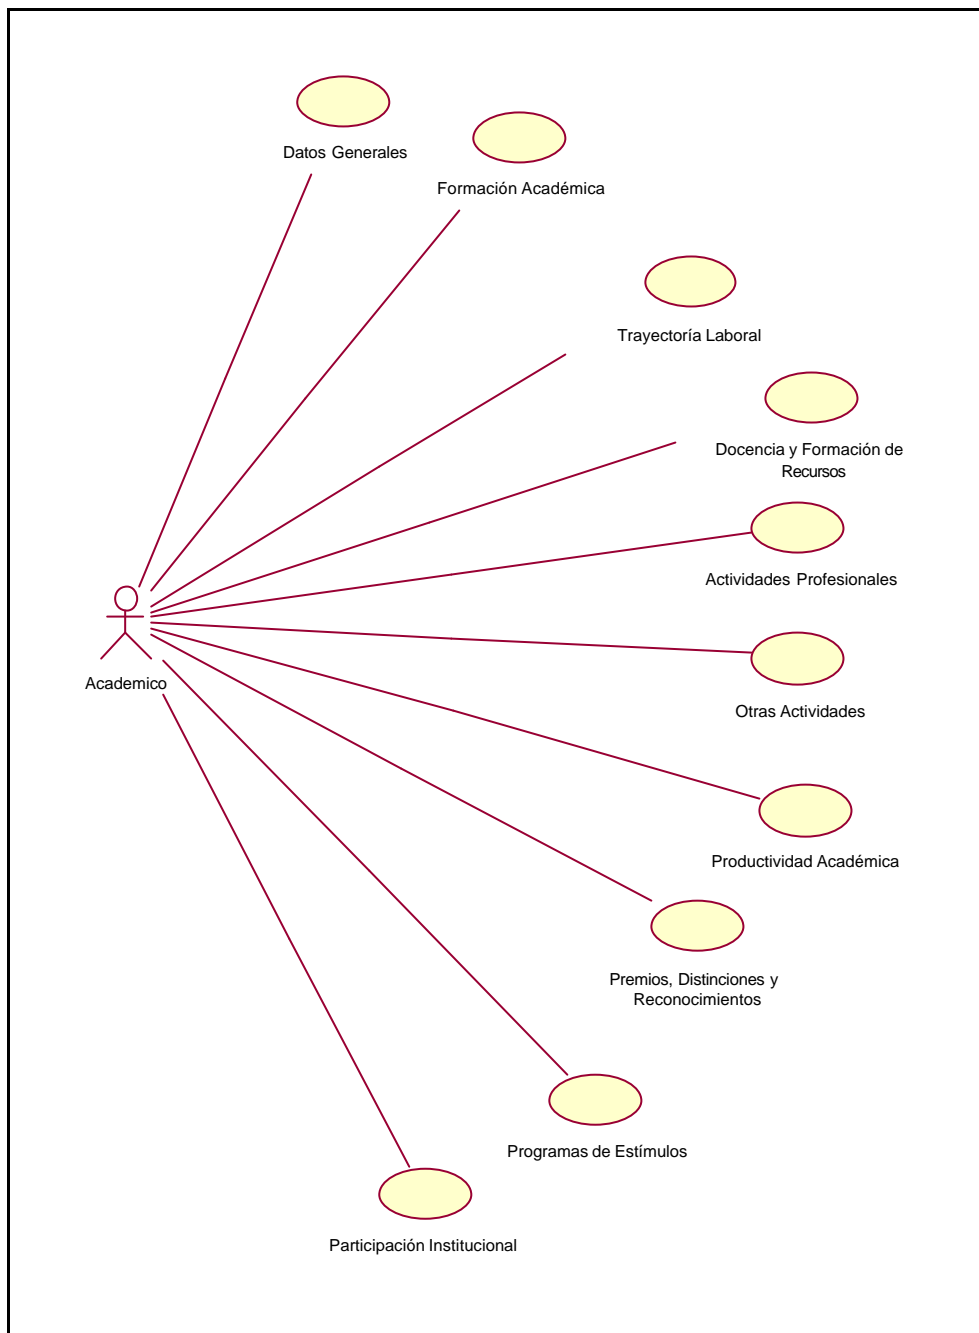 Datos Generales
Formación Académica
Trayectoría Laboral
Docencia y Formación de
Recursos
Actividades Profesionales
Academico
Otras Actividades
Productividad Académica
Premios, Distinciones y
Reconocimientos
Programas de Estímulos
Participación Institucional